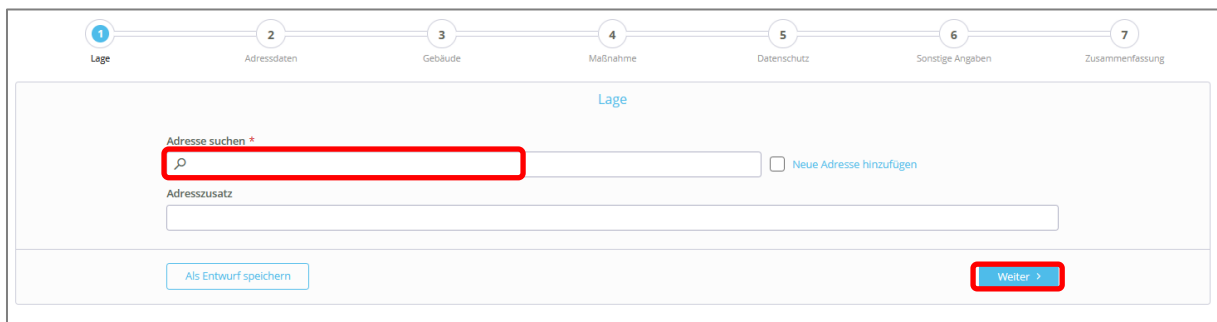 1 2 3 4 5 6 7
Lage Adressdaten Gebäude Maßnahme Datenschutz Sonstige Angaben Zusammenfassung
Lage
Adresse suchen *
Neue Adresse hinzufügen
Adresszusatz
Als Entwurf speichern Weiter >